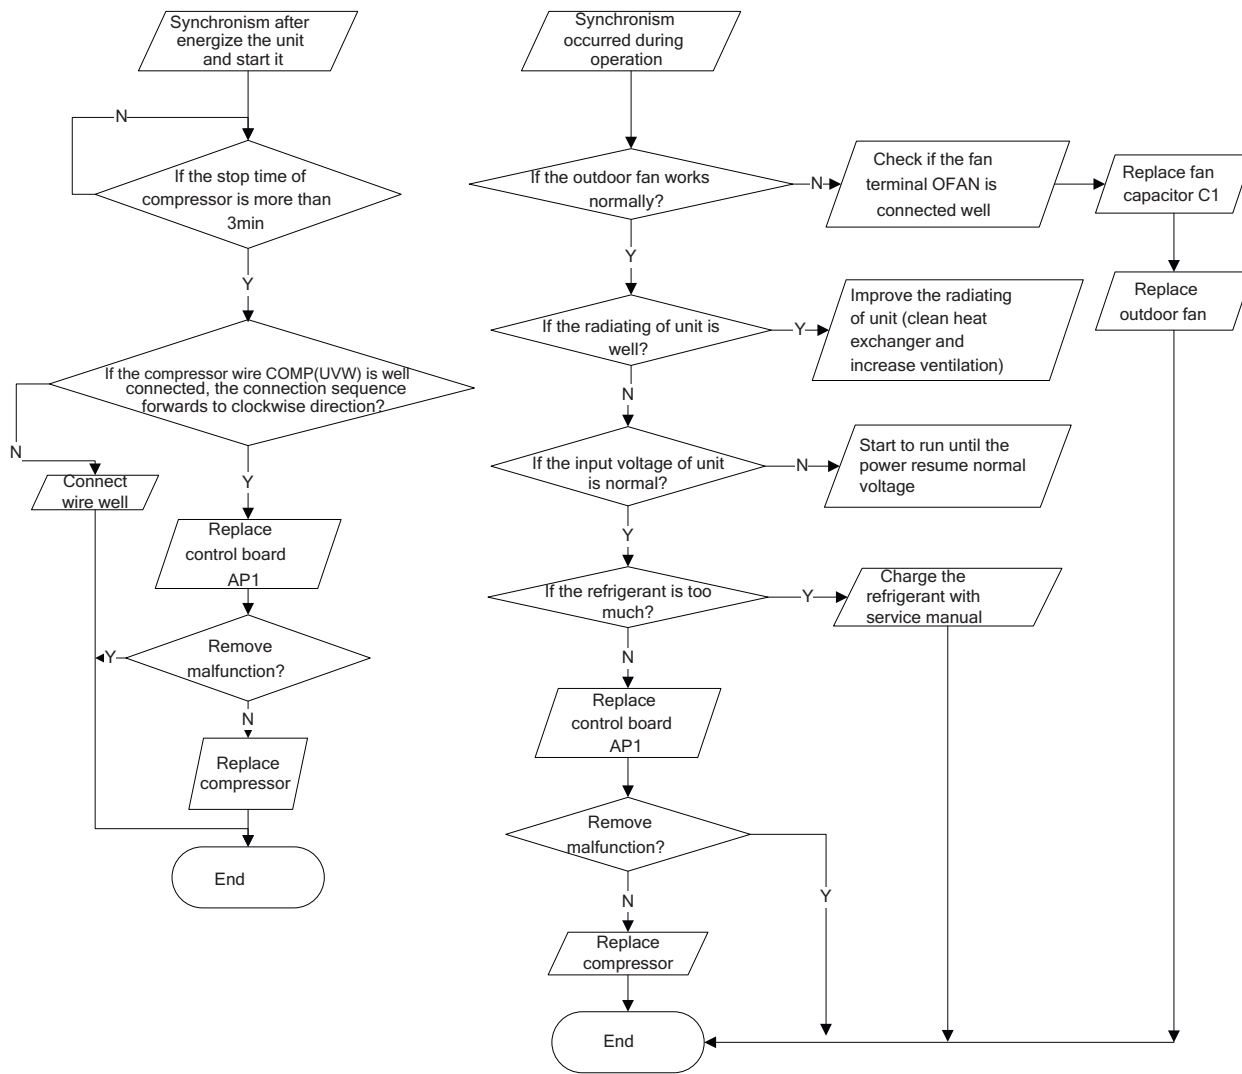 Synchronism after
energize the unit
and start it
N
If the stop time of
compressor is more than
3min
Y
If the compressor wire COMP(UVW) is well
connected, the connection sequence
forwards to clockwise direction?
N
Connect
wire well
Y
Replace
control board
AP1
Remove
malfunction?
Y
N
Replace
compressor
End
Synchronism
occurred during
operation
If the outdoor fan works
normally?
N
Check if the fan
terminal OFAN is
connected well
Replace fan
capacitor C1
Replace
outdoor fan
Y
If the radiating of unit is
well?
Y
Improve the radiating
of unit (clean heat
exchanger and
increase ventilation)
N
If the input voltage of unit
is normal?
N
Start to run until the
power resume normal
voltage
Y
If the refrigerant is too
much?
Y
Charge the
refrigerant with
service manual
N
Replace
control board
AP1
Remove
malfunction?
Y
N
Replace
compressor
End